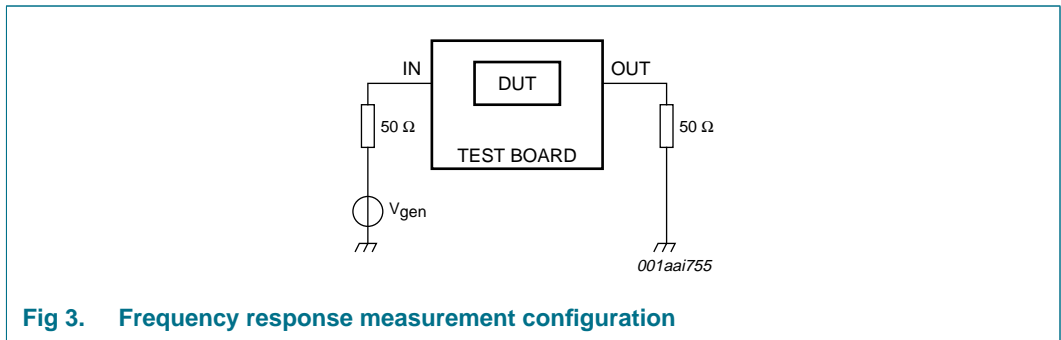 IN
OUT
DUT
50 Ω
50 Ω
TEST BOARD
Vgen
001aai755
Fig 3. Frequency response measurement configuration